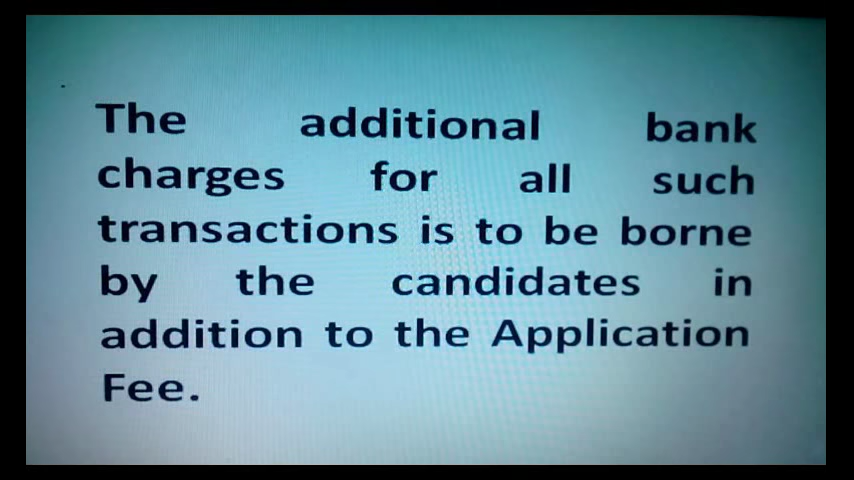 The additional bank
charges for all such
transactions is to be borne
by the candidates in
addition to the Application
Fee.